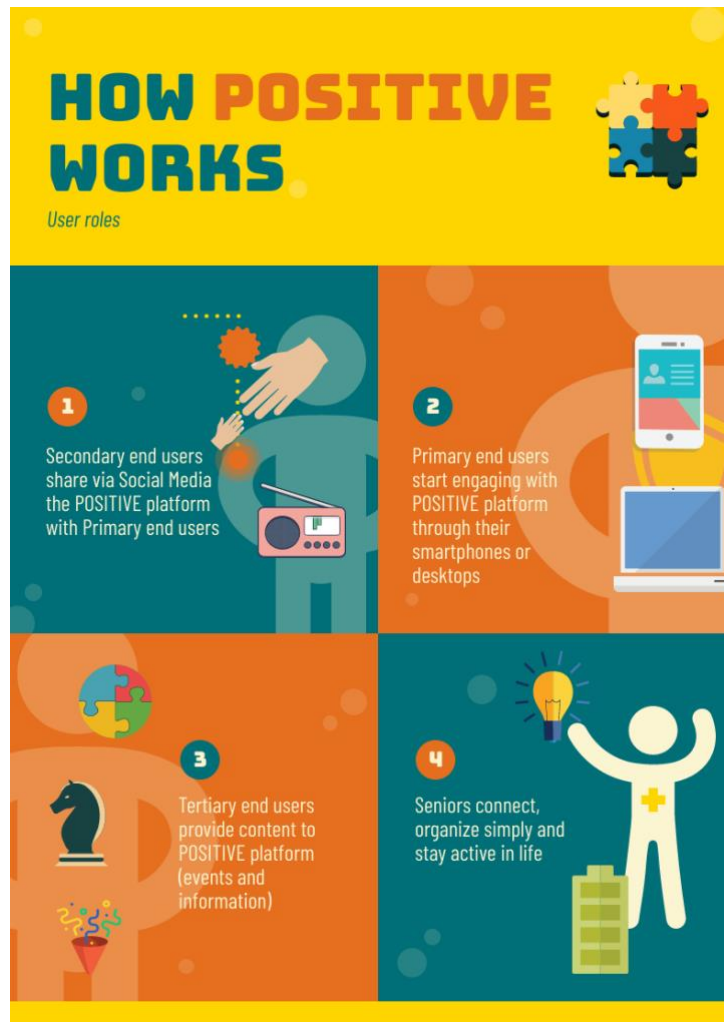 HOW POSITIVE
WORKS
User roles
1
Secondary end users
share via Social Media
the POSITIVE platform
with Primary end users
2
Primary end users
start engaging with
POSITIVE platform
through their
smartphones or
desktops
3
Tertiary end users
provide content to
POSITIVE platform
(events and
information)
4
Seniors connect,
organize simply and
stay active in life